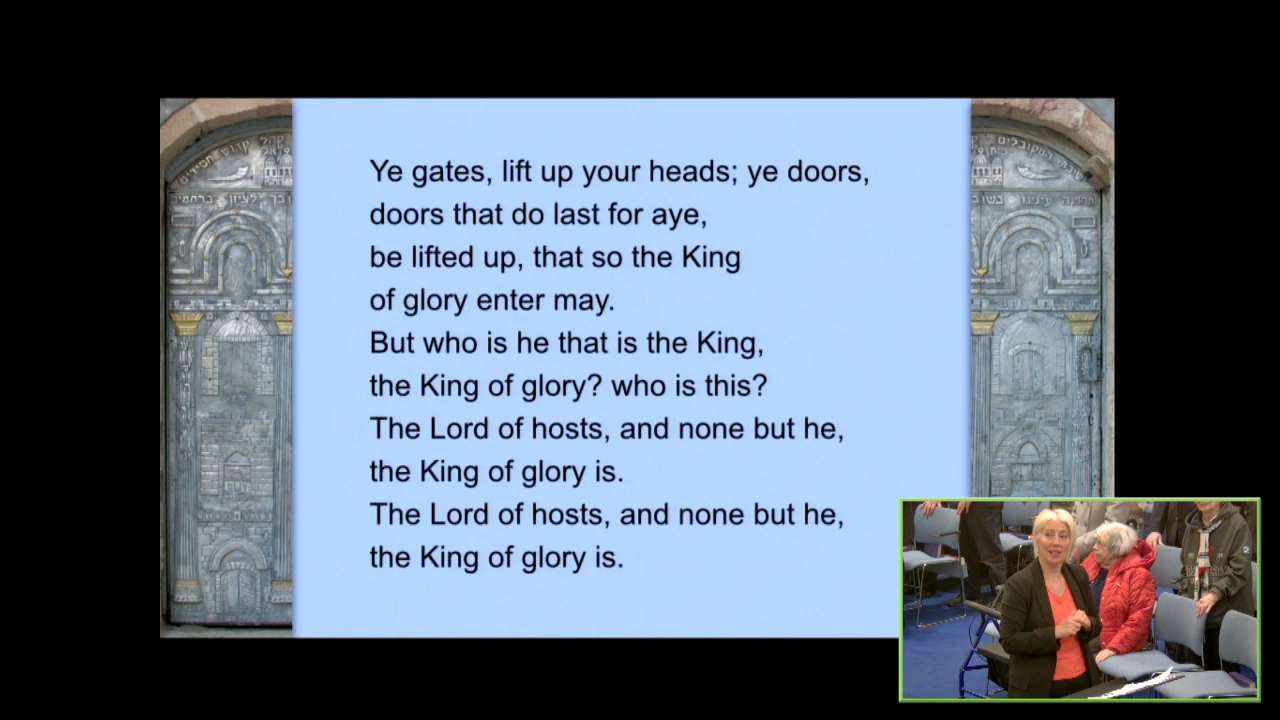 Ye gates, lift up your heads; ye doors,
doors that do last for aye,
be lifted up, that so the King
of glory enter may.
But who is he that is the King,
the King of glory? who is this?
The Lord of hosts, and none but he,
the King of glory is.
The Lord of hosts, and none but he,
the King of glory is.